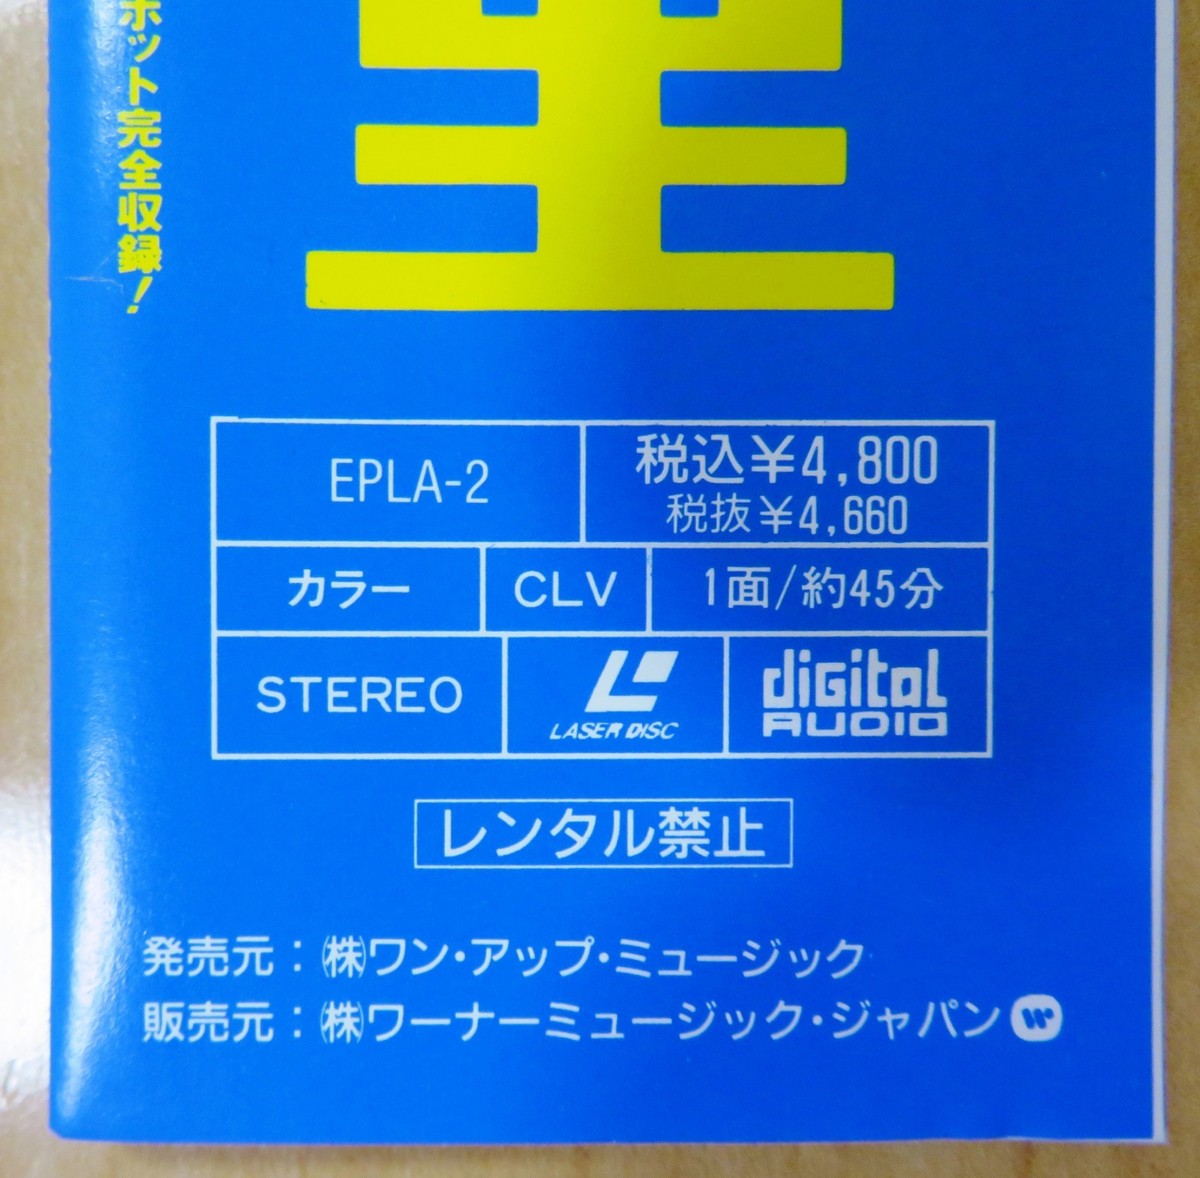 ホット完全収録!
EPLA-2
税込¥4,800
税抜¥4,660
カラー
CLV
1面/約45分
STEREO
LASER DISC
digital
AUDIO
レンタル禁止
発売元：㈱ワン・アップ・ミュージック
販売元：㈱ワーナーミュージック・ジャパン